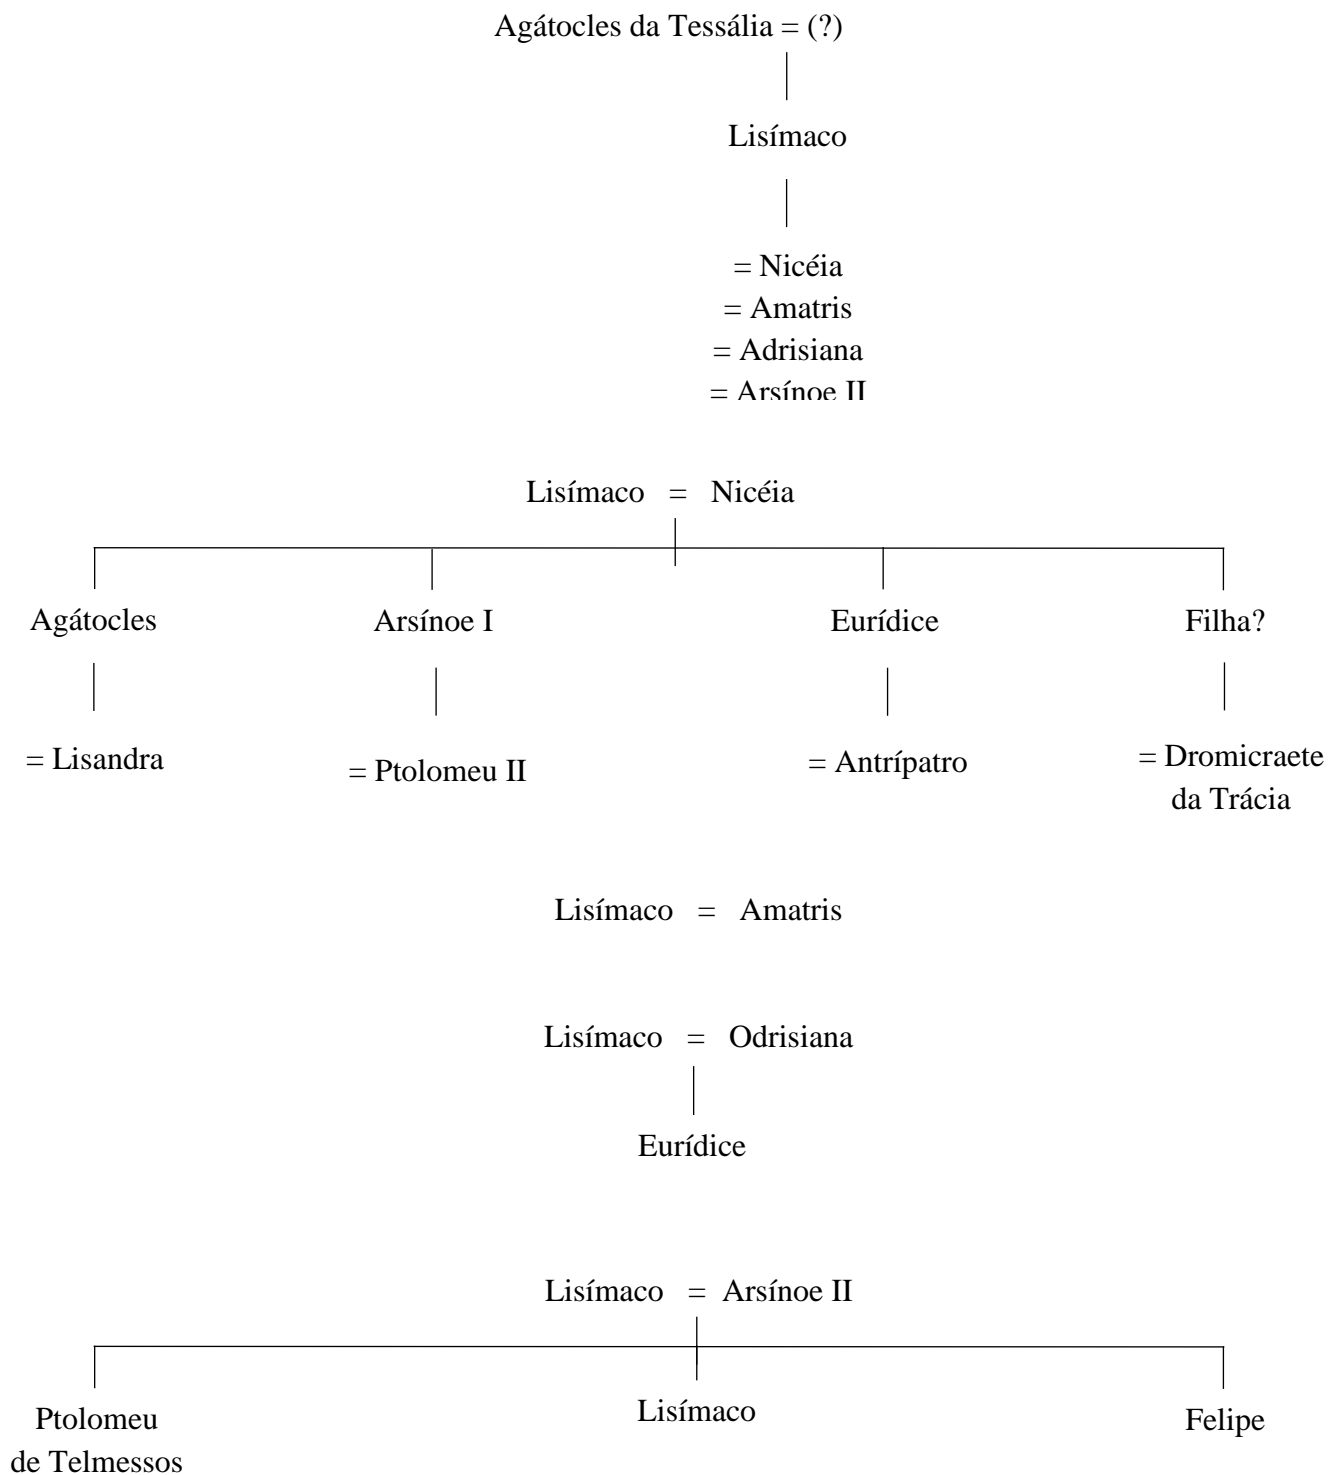 Agátocles da Tessália = (?)
Lisímaco
= Nicéia
= Amatris
= Adrisiana
= Arsínoe II
Lisímaco = Nicéia
Agátocles Arsínoe I Eurídice Filha?
= Lisandra = Ptolomeu II = Antrípatro = Dromicraete
da Trácia
Lisímaco = Amatris
Lisímaco = Odrisiana
Eurídice
Lisímaco = Arsínoe II
Ptolomeu Lisímaco Felipe
de Telmessos